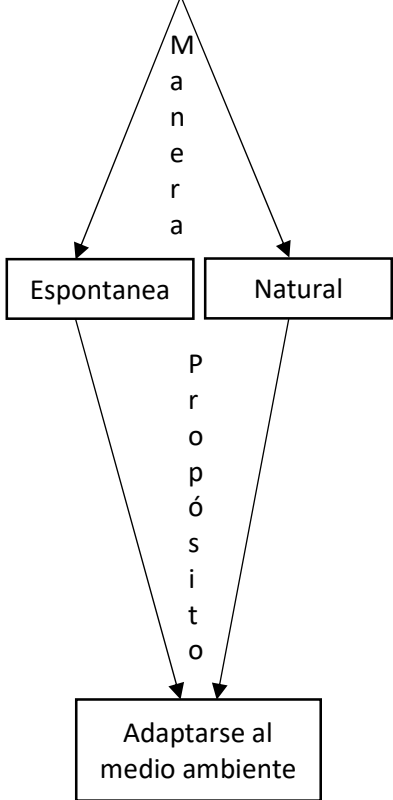 Manera
Espontanea
Natural
Propósito
Adaptarse al
medio ambiente